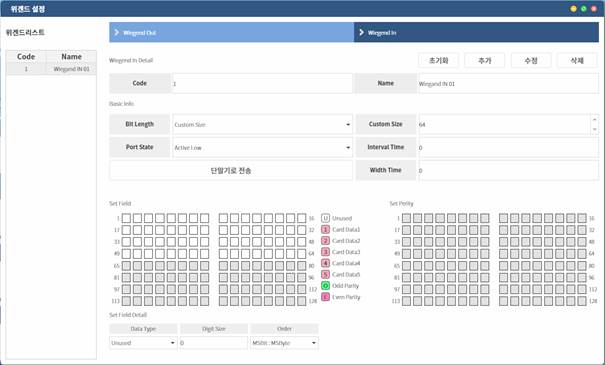 위겐드 설정
위겐드리스트
Code Name
1 Wiegand IN 01
Wiegend Out
Wiegend In
Wiegend In Detail
초기화 추가 수정 삭제
Code 1 Name Wiegand IN 01
Basic Info
Bit Length Custom Size Custom Size 64
Port State Active Low Interval Time 0
단말기로 전송 Width Time 0
Set Field
1 16
17 32
33 48
49 64
65 80
81 96
97 112
113 128
U Unused
1 Card Data1
2 Card Data2
3 Card Data3
4 Card Data4
5 Card Data5
O Odd Parity
E Even Parity
Set Perity
1 16
17 32
33 48
49 64
65 80
81 96
97 112
113 128
Set Field Detail
Data Type Digit Size Order
Unused 0 MSBit : MSByte